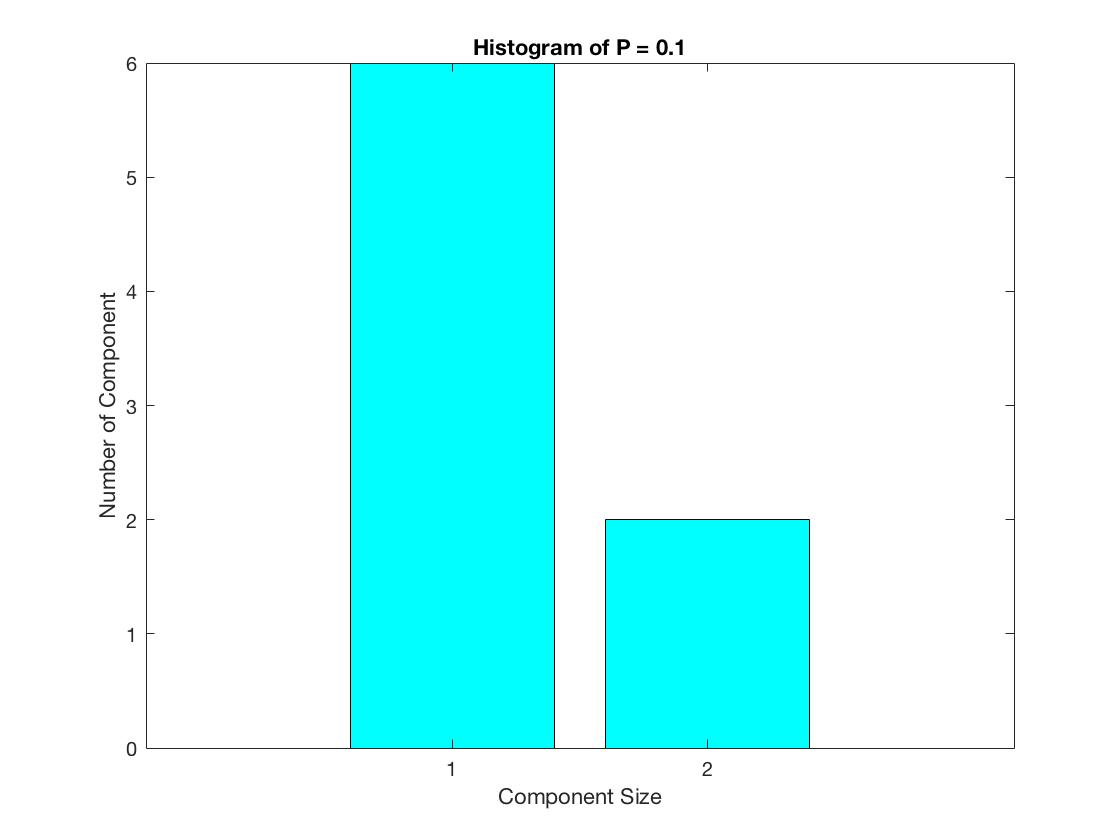 Histogram of P = 0.1
6
5
4
3
2
1
0
Number of Component
1 2
Component Size